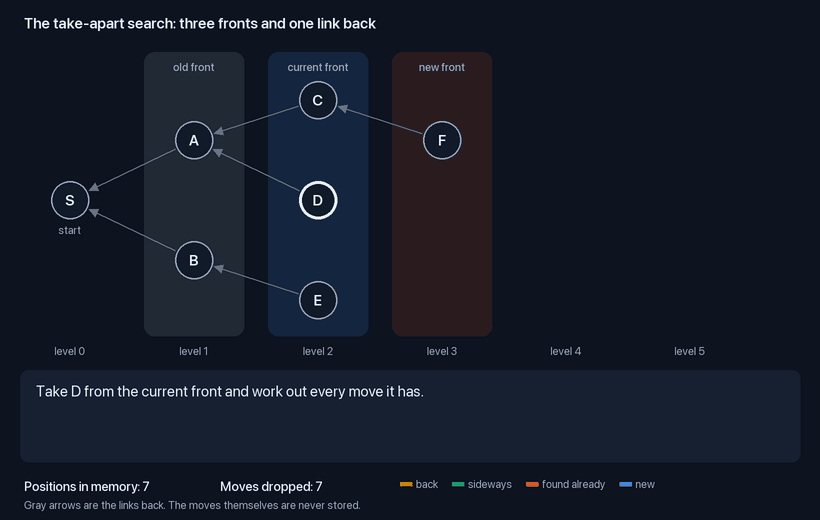 The take-apart search: three fronts and one link back
old front
current front
new front
C
A
F
S
D
start
B
E
level 0
level 1
level 2
level 3
level 4
level 5
Take D from the current front and work out every move it has.
Positions in memory: 7
Moves dropped: 7
back
sideways
found already
new
Gray arrows are the links back. The moves themselves are never stored.